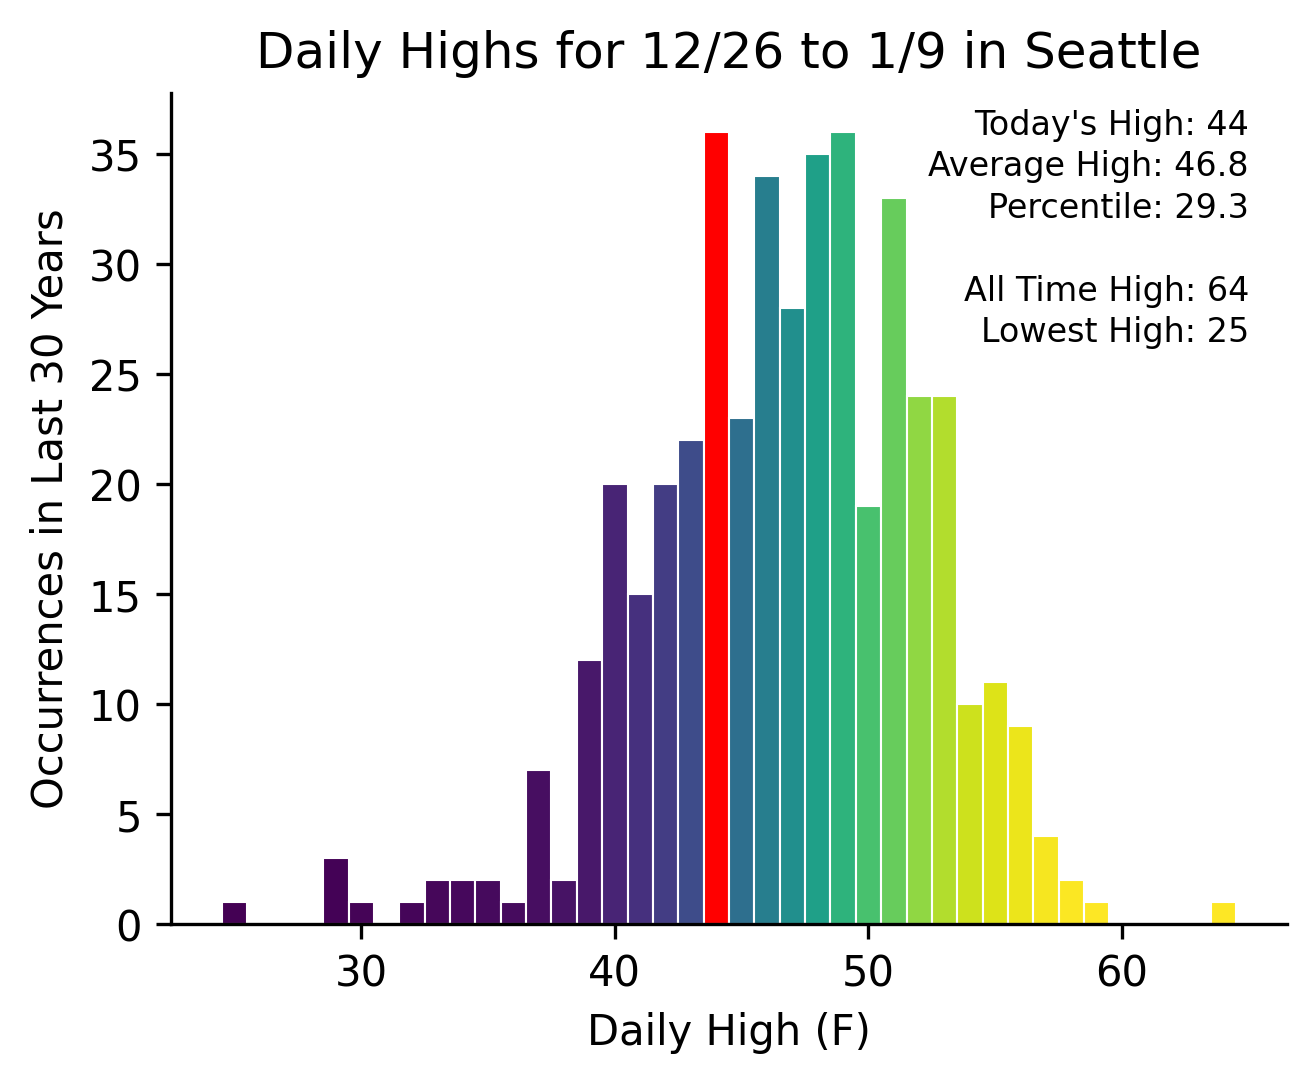 Daily Highs for 12/26 to 1/9 in Seattle
Today's High: 44
Average High: 46.8
Percentile: 29.3
All Time High: 64
Lowest High: 25
Occurrences in Last 30 Years
35
30
25
20
15
10
5
0
30 40 50 60
Daily High (F)